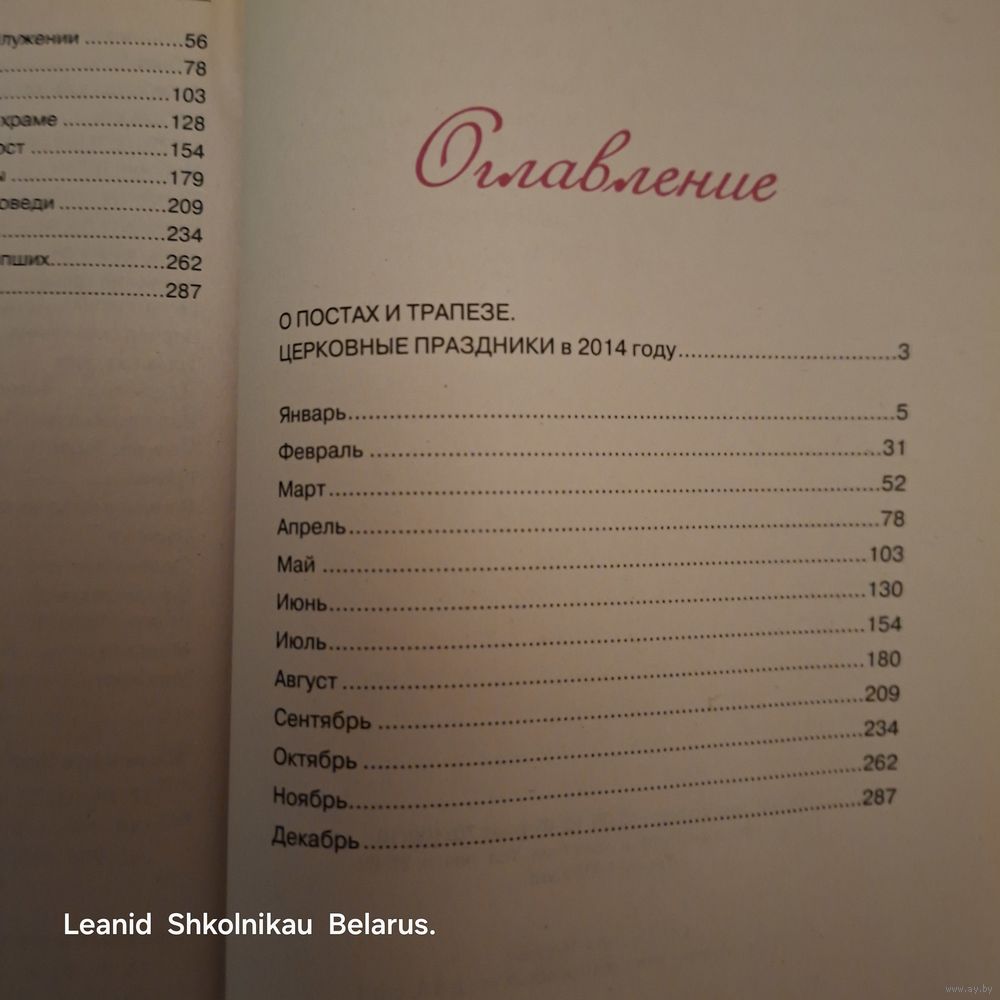 лужении ...............56
............................78
..........................103
храме ................128
ост .....................154
ы ........................179
оведи .................209
..........................234
пших...................262
..........................287
Оглавление
О ПОСТАХ И ТРАПЕЗЕ.
ЦЕРКОВНЫЕ ПРАЗДНИКИ в 2014 году...................................3
Январь...............................................................5
Февраль .............................................................31
Март.................................................................52
Апрель...............................................................78
Май .................................................................103
Июнь.................................................................130
Июль.................................................................154
Август ..............................................................180
Сентябрь ............................................................209
Октябрь .............................................................234
Ноябрь...............................................................262
Декабрь..............................................................287
Leanid Shkolnikau Belarus.
www.ay.by